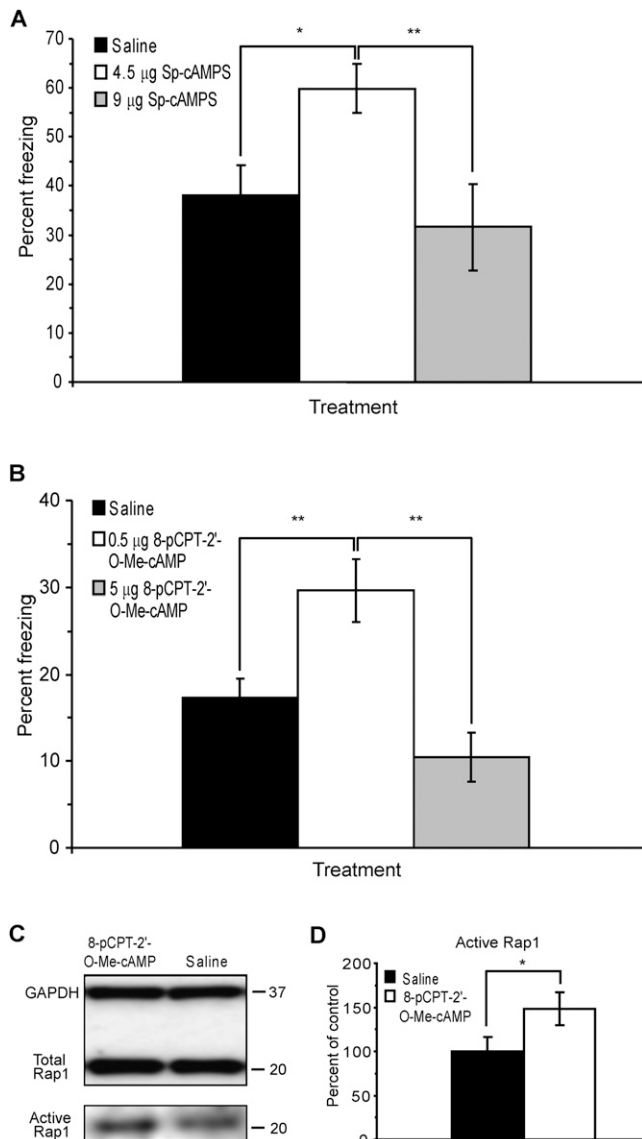 A
70
60
50
40
30
20
10
0
Percent freezing
Saline
4.5 µg Sp-cAMPS
9 µg Sp-cAMPS
*
**
Treatment
B
40
30
20
10
0
Percent freezing
Saline
0.5 µg 8-pCPT-2'-
O-Me-cAMP
5 µg 8-pCPT-2'-
O-Me-cAMP
**
**
Treatment
C
8-pCPT-2'-
O-Me-cAMP
Saline
GAPDH
37
Total
Rap1
20
Active
Rap1
20
D
Active Rap1
200
150
100
50
0
Percent of control
Saline
8-pCPT-2'-
O-Me-cAMP
*